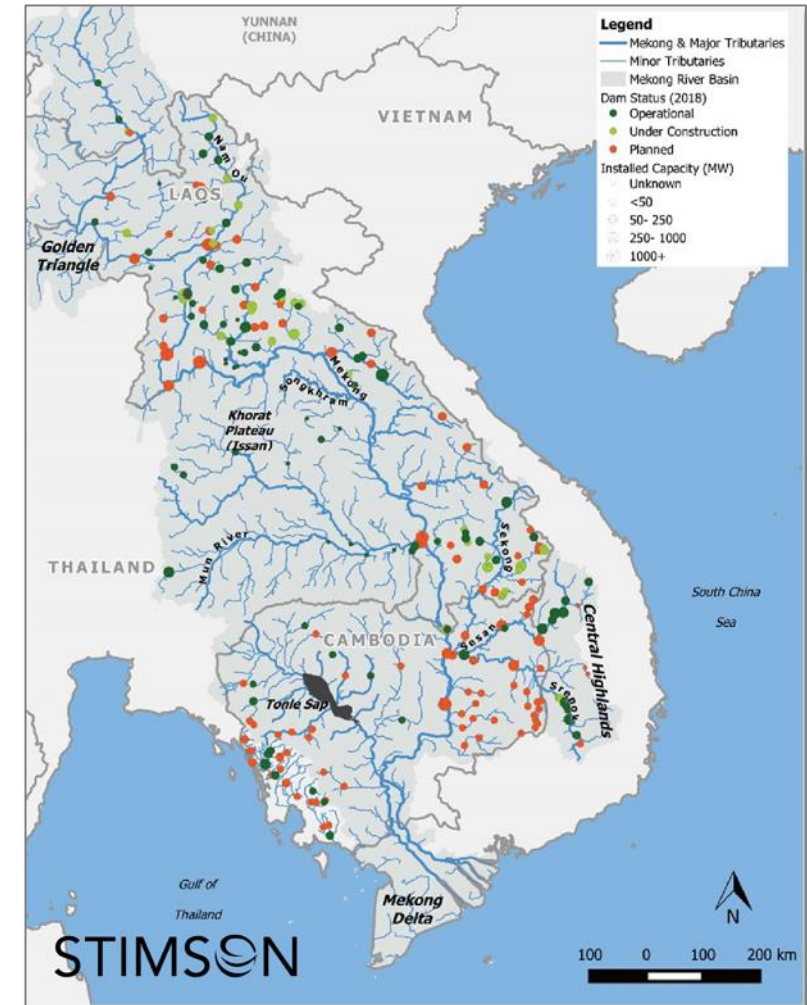 YUNNAN
(CHINA)
Legend
Mekong & Major Tributaries
Minor Tributaries
Mekong River Basin
Dam Status (2018)
Operational
Under Construction
Planned
Installed Capacity (MW)
Unknown
<50
50- 250
250- 1000
1000+
VIETNAM
Nam Ou
LAOS
Golden
Triangle
Mekong
Songkhram
Khorat
Plateau
(Issan)
Sekong
Mun River
THAILAND
South China
Sea
Central Highlands
CAMBODIA
Sesan
Srepok
Tonle Sap
Gulf of
Thailand
Mekong
Delta
N
STIMSON
100 0 100 200 km